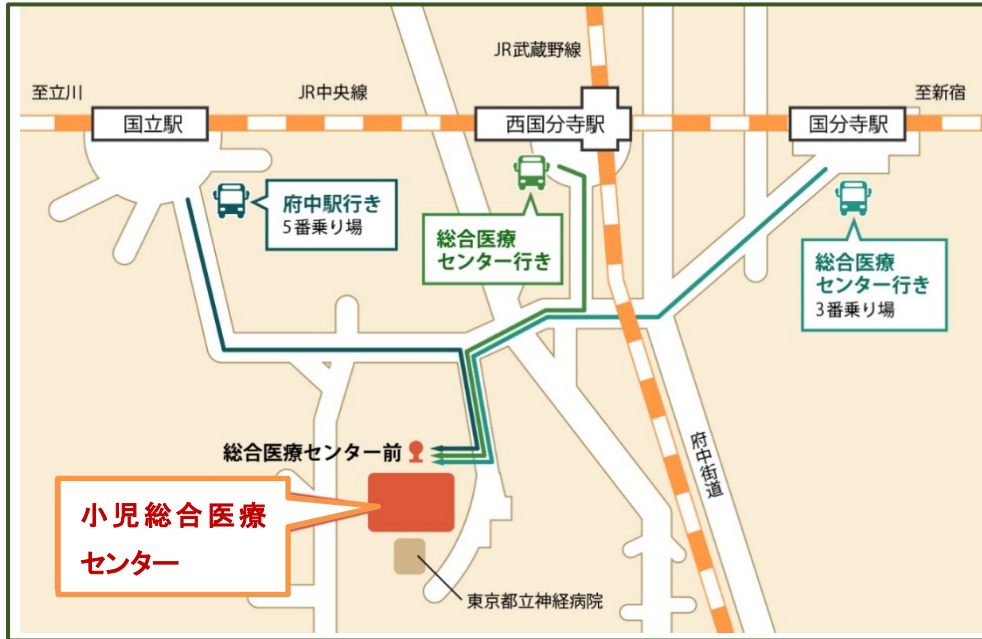 JR武蔵野線
至立川
JR中央線
至新宿
国立駅
西国分寺駅
国分寺駅
府中駅行き
5番乗り場
総合医療
センター行き
総合医療
センター行き
3番乗り場
府中街道
総合医療センター前
小児総合医療
センター
東京都立神経病院